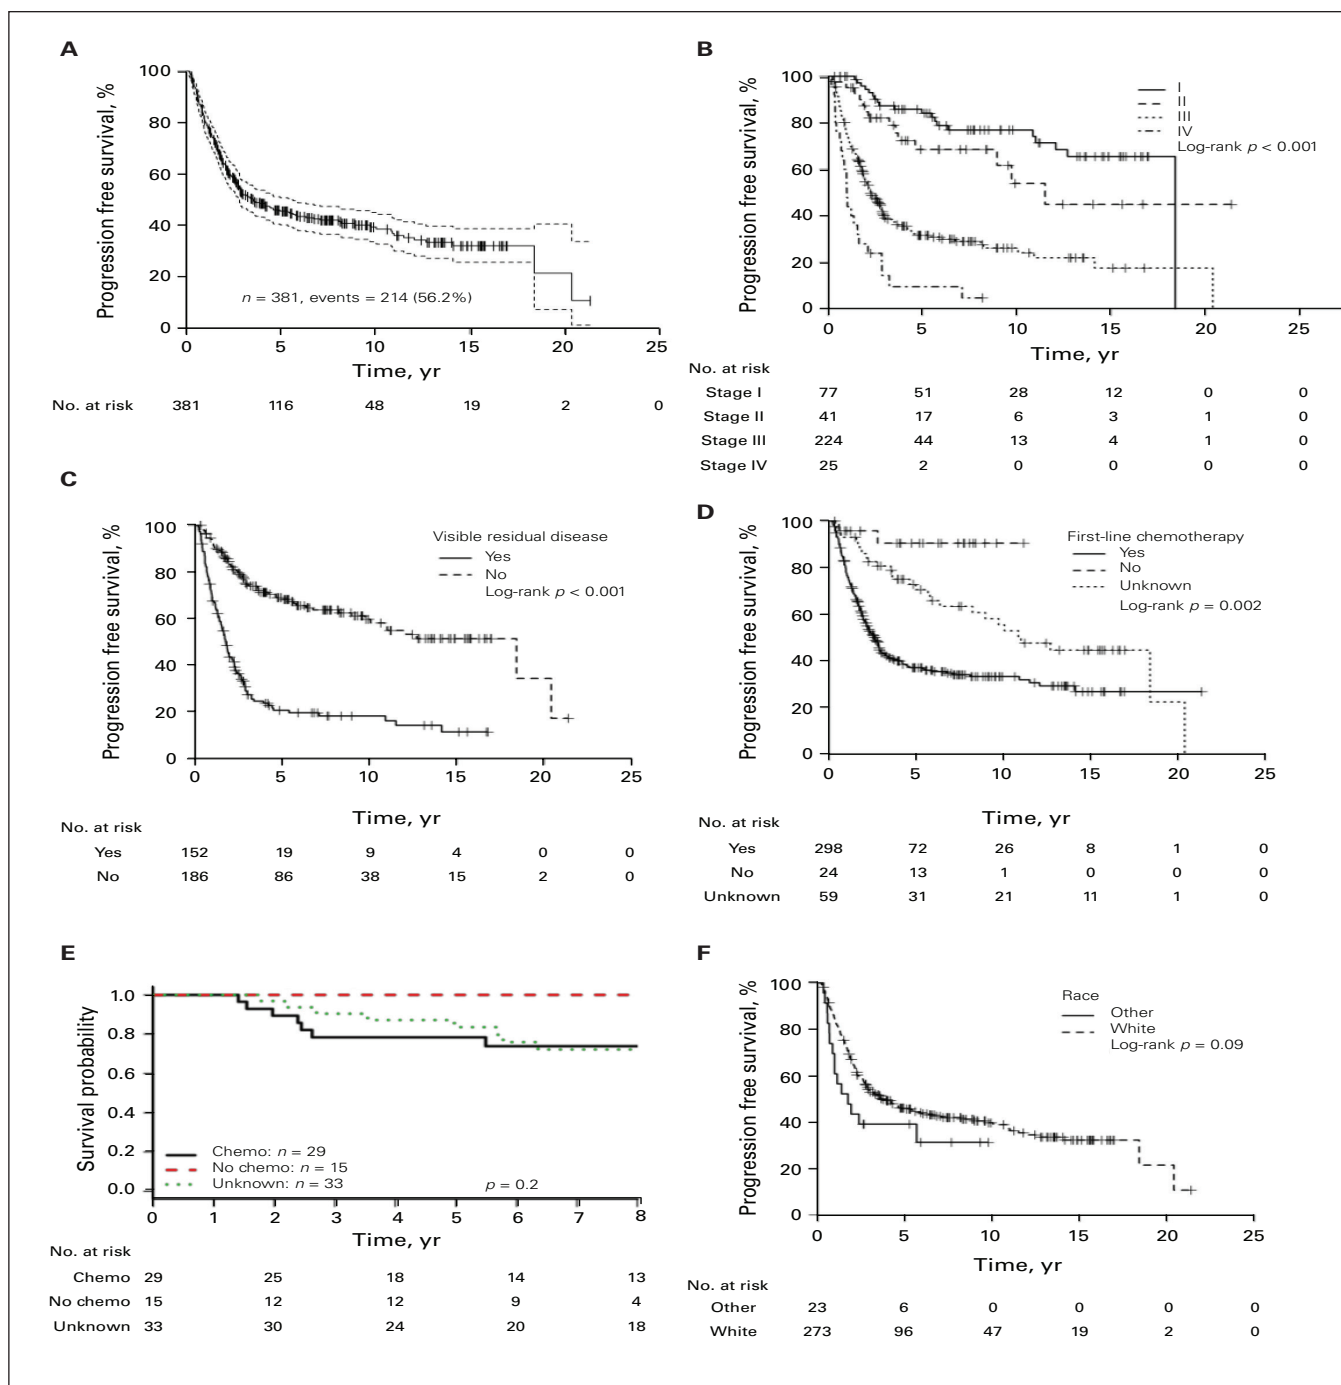 A
Progression free survival, %
100
80
60
40
20
0
n = 381, events = 214 (56.2%)
0 5 10 15 20 25
Time, yr
No. at risk 381 116 48 19 2 0
B
Progression free survival, %
100
80
60
40
20
0
I
II
III
IV
Log-rank p < 0.001
0 5 10 15 20 25
Time, yr
No. at risk
Stage I 77 51 28 12 0 0
Stage II 41 17 6 3 1 0
Stage III 224 44 13 4 1 0
Stage IV 25 2 0 0 0 0
C
Progression free survival, %
100
80
60
40
20
0
Visible residual disease
Yes
No
Log-rank p < 0.001
0 5 10 15 20 25
Time, yr
No. at risk
Yes 152 19 9 4 0 0
No 186 86 38 15 2 0
D
Progression free survival, %
100
80
60
40
20
0
First-line chemotherapy
Yes
No
Unknown
Log-rank p = 0.002
0 5 10 15 20 25
Time, yr
No. at risk
Yes 298 72 26 8 1 0
No 24 13 1 0 0 0
Unknown 59 31 21 11 1 0
E
Survival probability
1.0
0.8
0.6
0.4
0.2
0.0
Chemo: n = 29
No chemo: n = 15
Unknown: n = 33
p = 0.2
0 1 2 3 4 5 6 7 8
Time, yr
No. at risk
Chemo 29 25 18 14 13
No chemo 15 12 12 9 4
Unknown 33 30 24 20 18
F
Progression free survival, %
100
80
60
40
20
0
Race
Other
White
Log-rank p = 0.09
0 5 10 15 20 25
Time, yr
No. at risk
Other 23 6 0 0 0 0
White 273 96 47 19 2 0